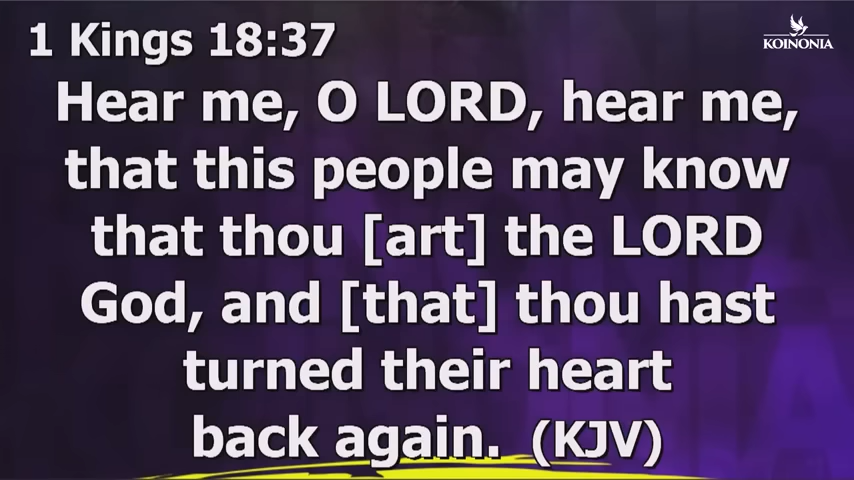 1 Kings 18:37
KOINONIA
Hear me, O LORD, hear me,
that this people may know
that thou [art] the LORD
God, and [that] thou hast
turned their heart
back again. (KJV)